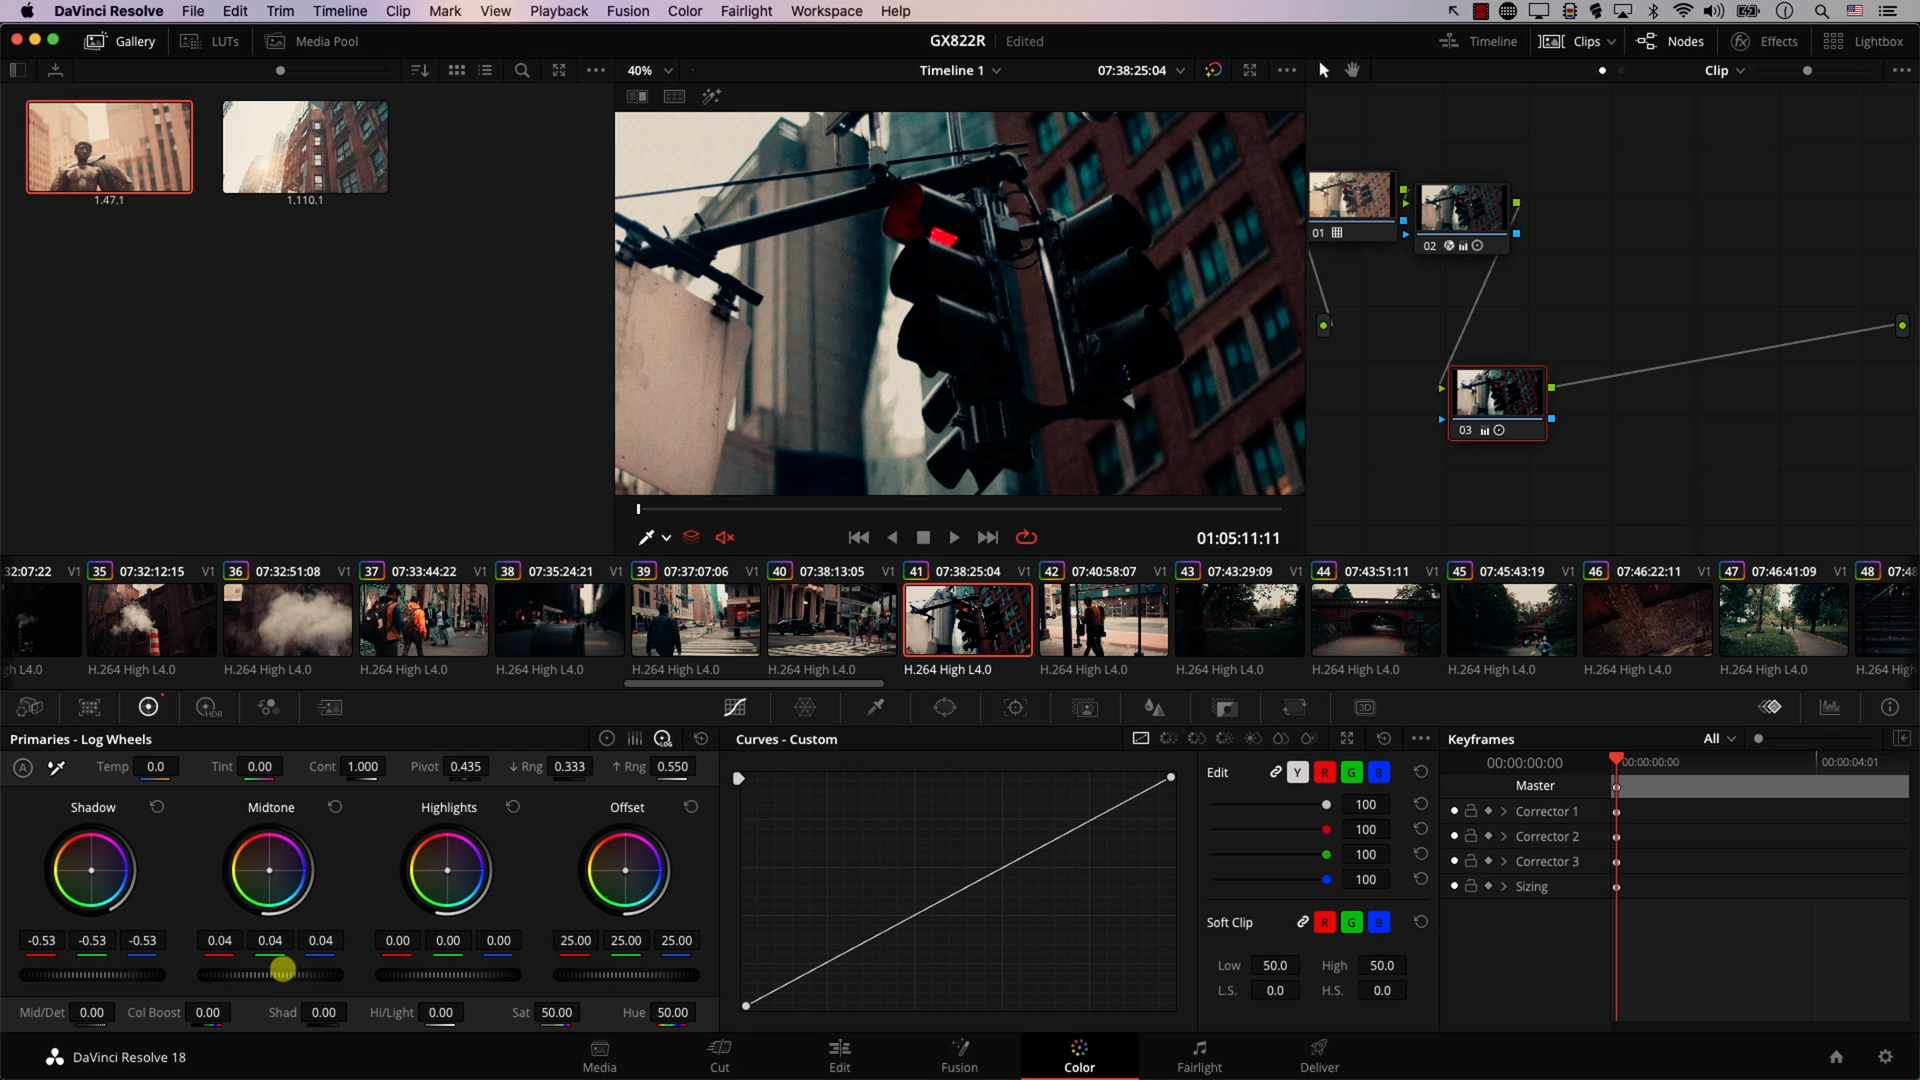 DaVinci Resolve File Edit Trim Timeline Clip Mark View Playback Fusion Color Fairlight Workspace Help
Gallery LUTs Media Pool GX822R Edited Timeline Clips Nodes Effects Lightbox
40% Timeline 1 07:38:25:04 Clip
1.47.1 1.110.1
01 02
03
01:05:11:11
32:07:22 V1 35 07:32:12:15 V1 36 07:32:51:08 V1 37 07:33:44:22 V1 38 07:35:24:21 V1 39 07:37:07:06 V1 40 07:38:13:05 V1 41 07:38:25:04 V1 42 07:40:58:07 V1 43 07:43:29:09 V1 44 07:43:51:11 V1 45 07:45:43:19 V1 46 07:46:22:11 V1 47 07:46:41:09 V1 48 07:48
gh L4.0 H.264 High L4.0 H.264 High L4.0 H.264 High L4.0 H.264 High L4.0 H.264 High L4.0 H.264 High L4.0 H.264 High L4.0 H.264 High L4.0 H.264 High L4.0 H.264 High L4.0 H.264 High L4.0 H.264 High L4.0 H.264 High L4.0 H.264 High
HDR 3D
Primaries - Log Wheels LOG Curves - Custom Keyframes All
A Temp 0.0 Tint 0.00 Cont 1.000 Pivot 0.435 ↓ Rng 0.333 ↑ Rng 0.550
Shadow Midtone Highlights Offset
-0.53 -0.53 -0.53 0.04 0.04 0.04 0.00 0.00 0.00 25.00 25.00 25.00
Mid/Det 0.00 Col Boost 0.00 Shad 0.00 Hi/Light 0.00 Sat 50.00 Hue 50.00
Edit Y R G B
100
100
100
100
Soft Clip R G B
Low 50.0 High 50.0
L.S. 0.0 H.S. 0.0
00:00:00:00 00:00:00:00 00:00:04:01
Master
Corrector 1
Corrector 2
Corrector 3
Sizing
DaVinci Resolve 18 Media Cut Edit Fusion Color Fairlight Deliver